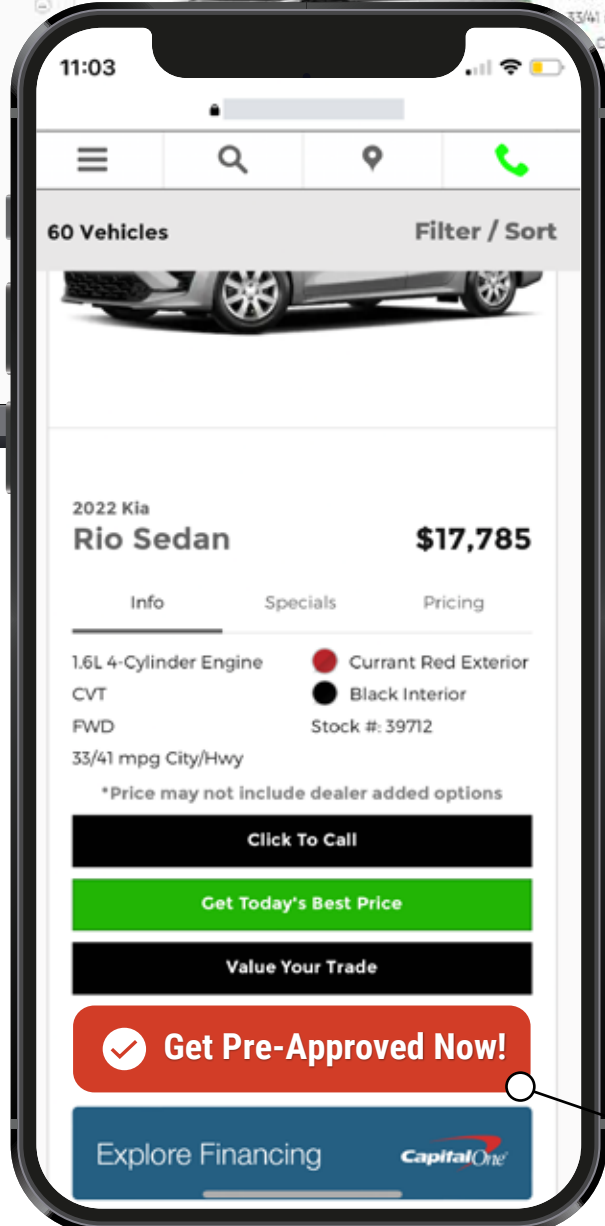 33/41
11:03
60 Vehicles Filter / Sort
2022 Kia
Rio Sedan $17,785
Info Specials Pricing
1.6L 4-Cylinder Engine Currant Red Exterior
CVT Black Interior
FWD Stock #: 39712
33/41 mpg City/Hwy
*Price may not include dealer added options
Click To Call
Get Today's Best Price
Value Your Trade
Get Pre-Approved Now!
Explore Financing CapitalOne